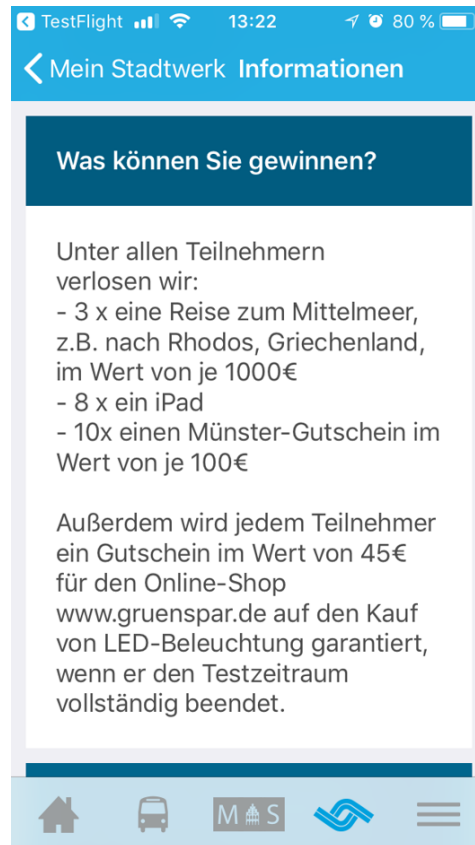 TestFlight 13:22 80 %
Mein Stadtwerk Informationen
Was können Sie gewinnen?
Unter allen Teilnehmern
verlosen wir:
- 3 x eine Reise zum Mittelmeer,
z.B. nach Rhodos, Griechenland,
im Wert von je 1000€
- 8 x ein iPad
- 10x einen Münster-Gutschein im
Wert von je 100€
Außerdem wird jedem Teilnehmer
ein Gutschein im Wert von 45€
für den Online-Shop
www.gruenspar.de auf den Kauf
von LED-Beleuchtung garantiert,
wenn er den Testzeitraum
vollständig beendet.
M S